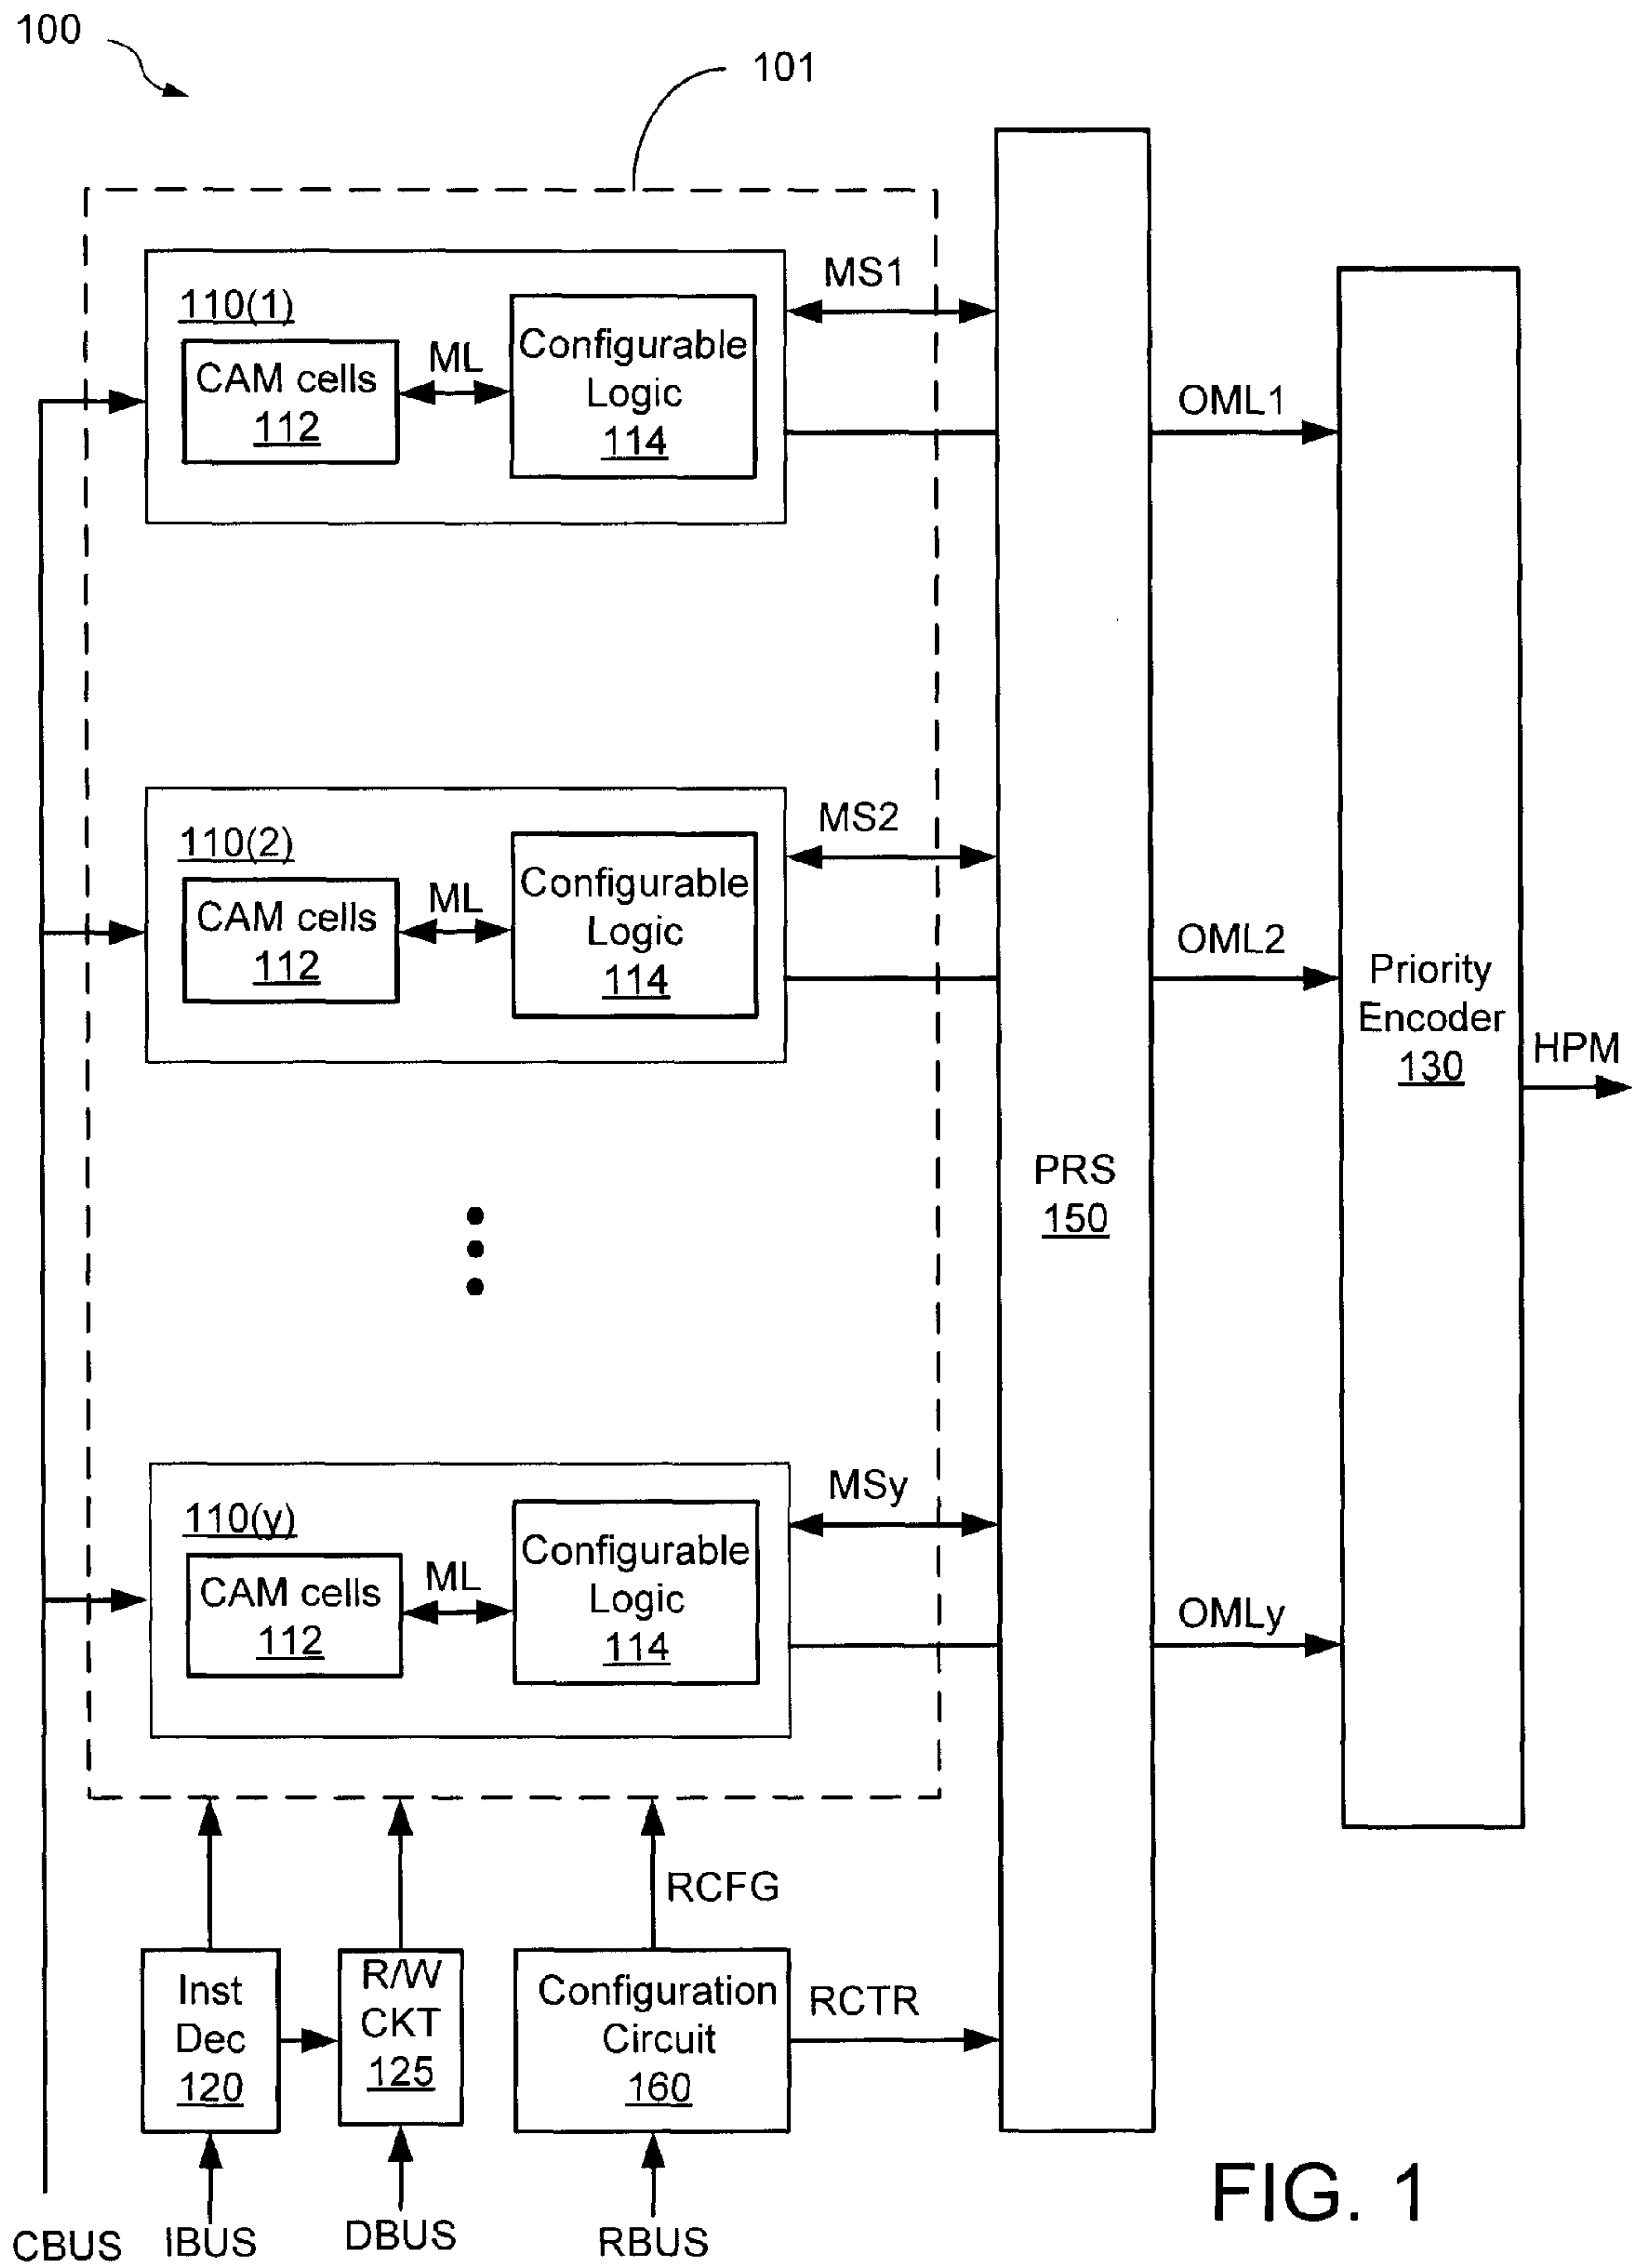 100
101
110(1)
CAM cells
112
ML
Configurable
Logic
114
MS1
OML1
110(2)
CAM cells
112
ML
Configurable
Logic
114
MS2
OML2
Priority
Encoder
130
HPM
PRS
150
110(y)
CAM cells
112
ML
Configurable
Logic
114
MSy
OMLy
RCFG
Inst
Dec
120
R/W
CKT
125
Configuration
Circuit
160
RCTR
CBUS
IBUS
DBUS
RBUS
FIG. 1